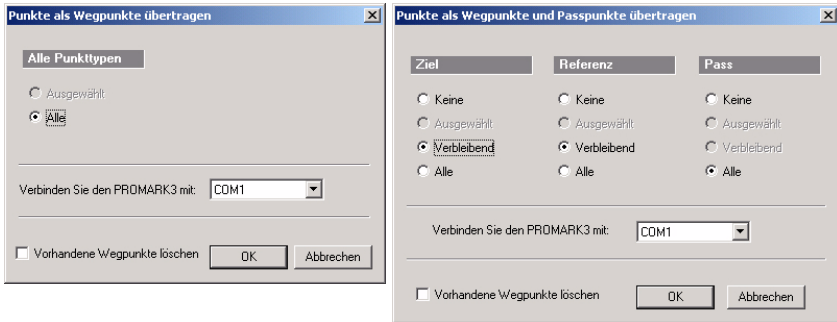 Punkte als Wegpunkte übertragen
Alle Punkttypen
Ausgewählt
Alle
Verbinden Sie den PROMARK3 mit: COM1
Vorhandene Wegpunkte löschen OK Abbrechen
Punkte als Wegpunkte und Passpunkte übertragen
Ziel Referenz Pass
Keine Keine Keine
Ausgewählt Ausgewählt Ausgewählt
Verbleibend Verbleibend Verbleibend
Alle Alle Alle
Verbinden Sie den PROMARK3 mit: COM1
Vorhandene Wegpunkte löschen OK Abbrechen